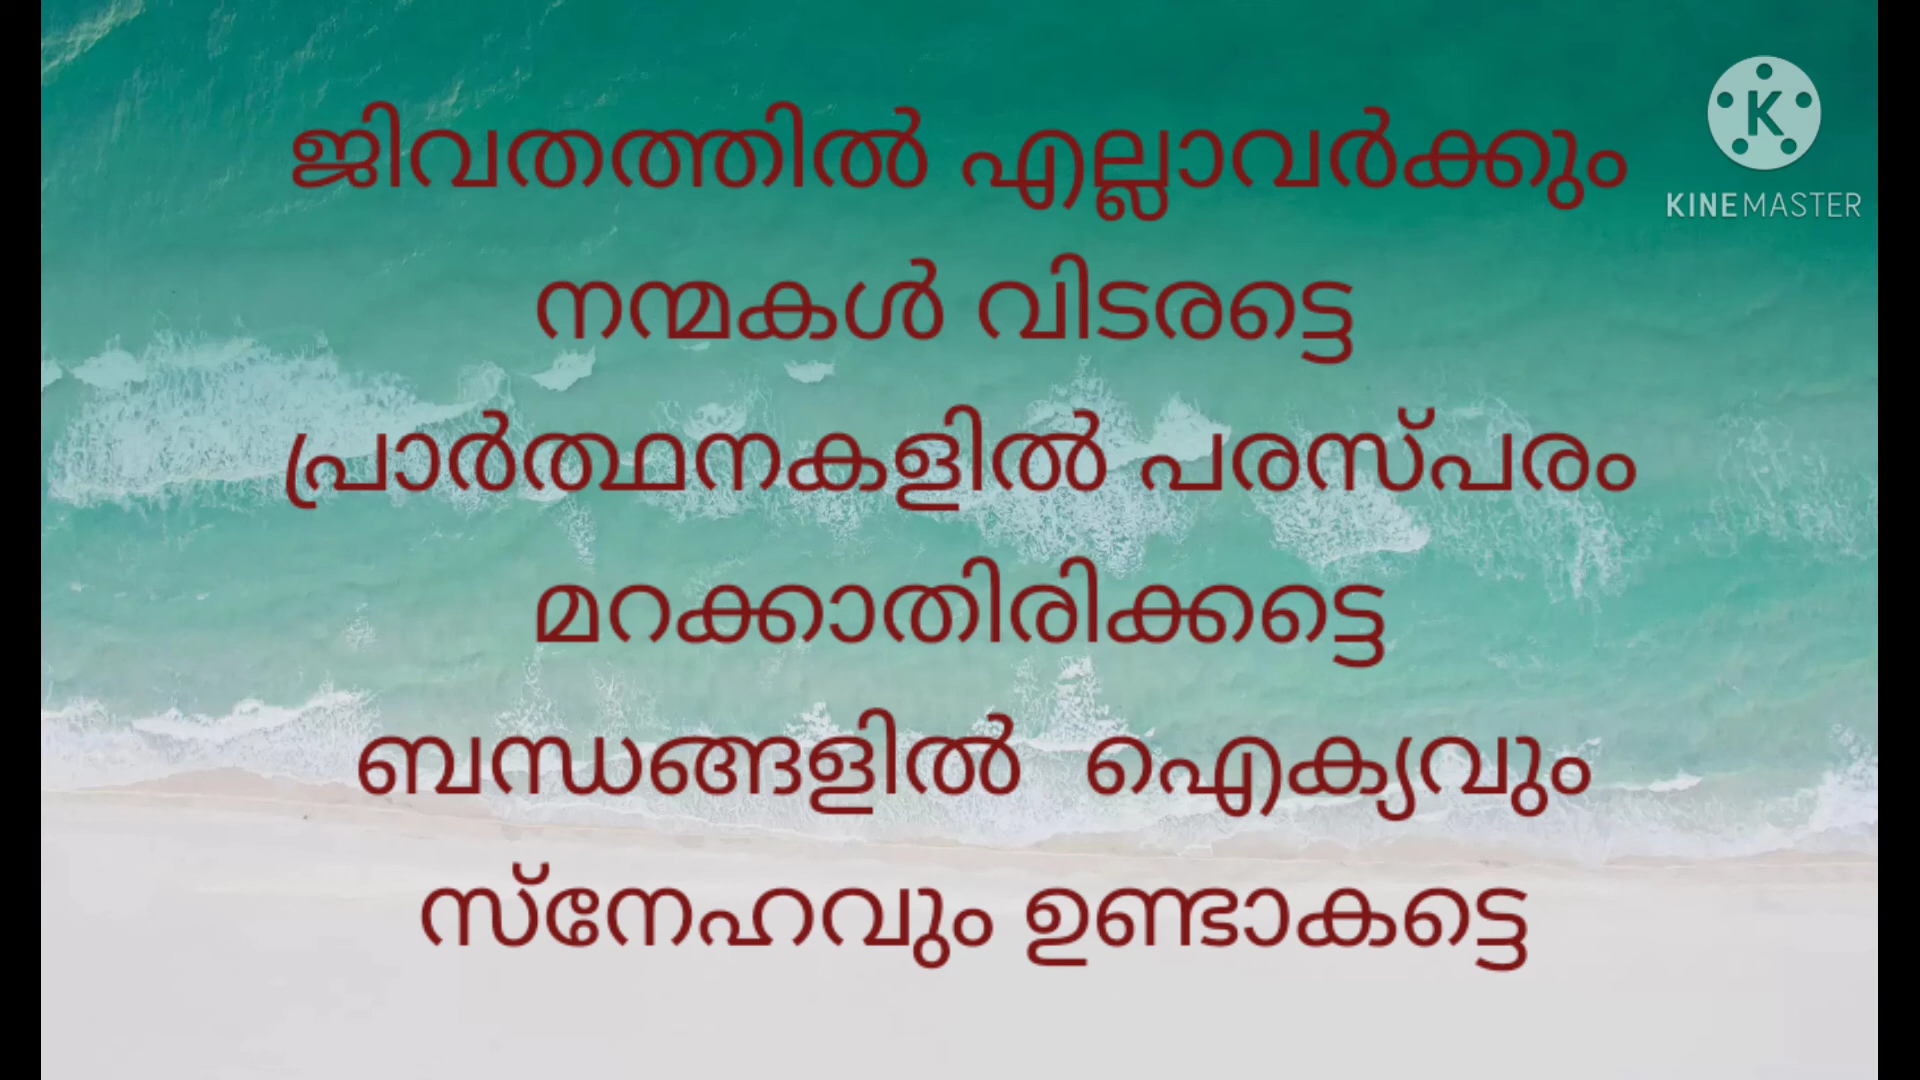 ജിവതത്തിൽ എല്ലാവർക്കും
നന്മകൾ വിടരട്ടെ
പ്രാർത്ഥനകളിൽ പരസ്പരം
മറക്കാതിരിക്കട്ടെ
ബന്ധങ്ങളിൽ ഐക്യവും
സ്നേഹവും ഉണ്ടാകട്ടെ
K
KINEMASTER